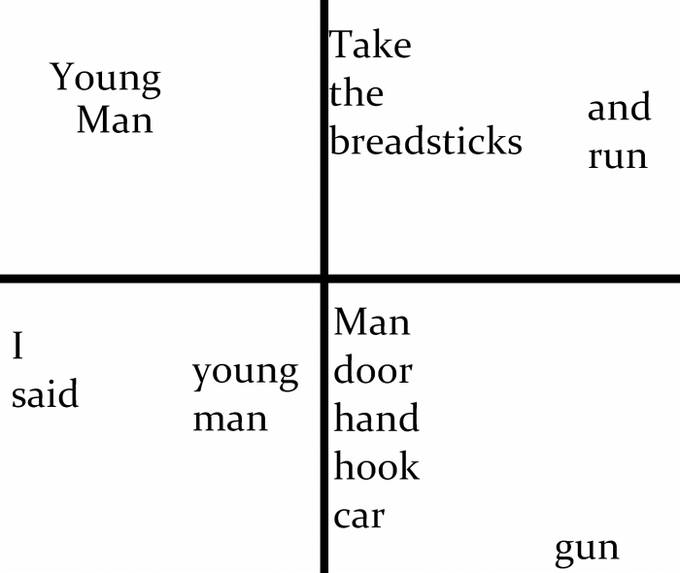 Young
Man
Take
the
breadsticks
and
run
I
said
young
man
Man
door
hand
hook
car
gun